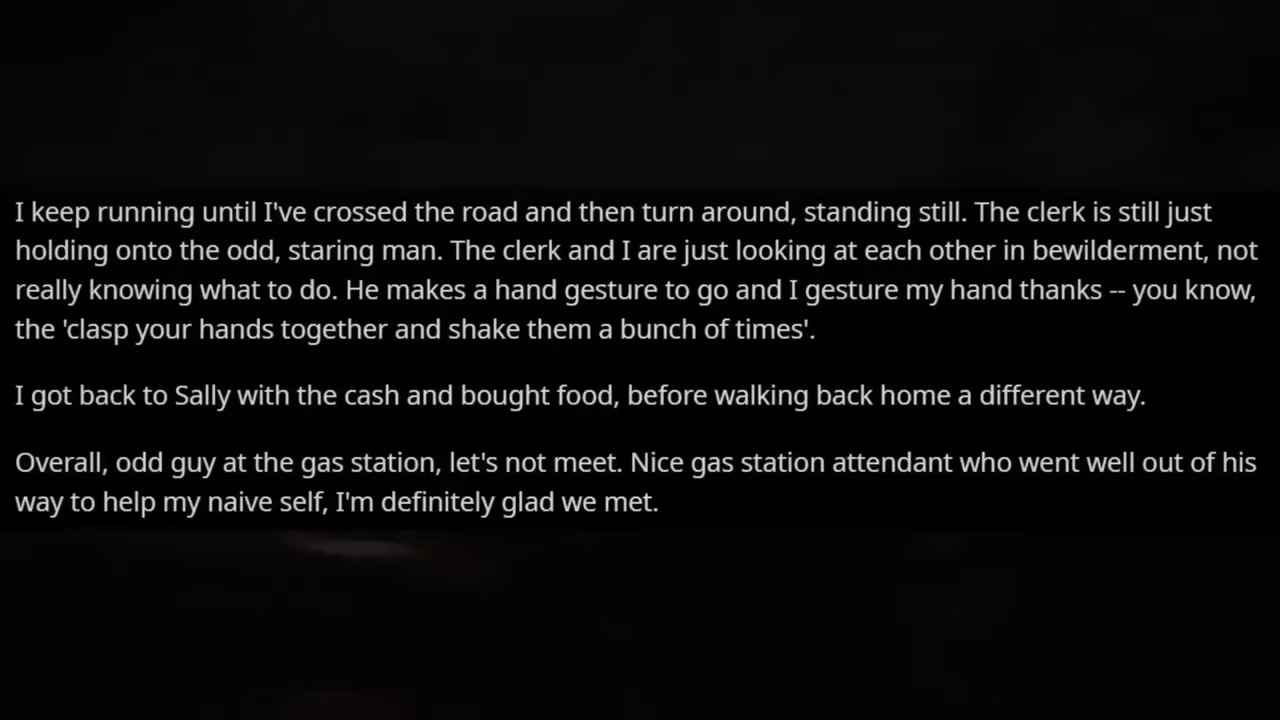 I keep running until I've crossed the road and then turn around, standing still. The clerk is still just
holding onto the odd, staring man. The clerk and I are just looking at each other in bewilderment, not
really knowing what to do. He makes a hand gesture to go and I gesture my hand thanks -- you know,
the 'clasp your hands together and shake them a bunch of times'.
I got back to Sally with the cash and bought food, before walking back home a different way.
Overall, odd guy at the gas station, let's not meet. Nice gas station attendant who went well out of his
way to help my naive self, I'm definitely glad we met.